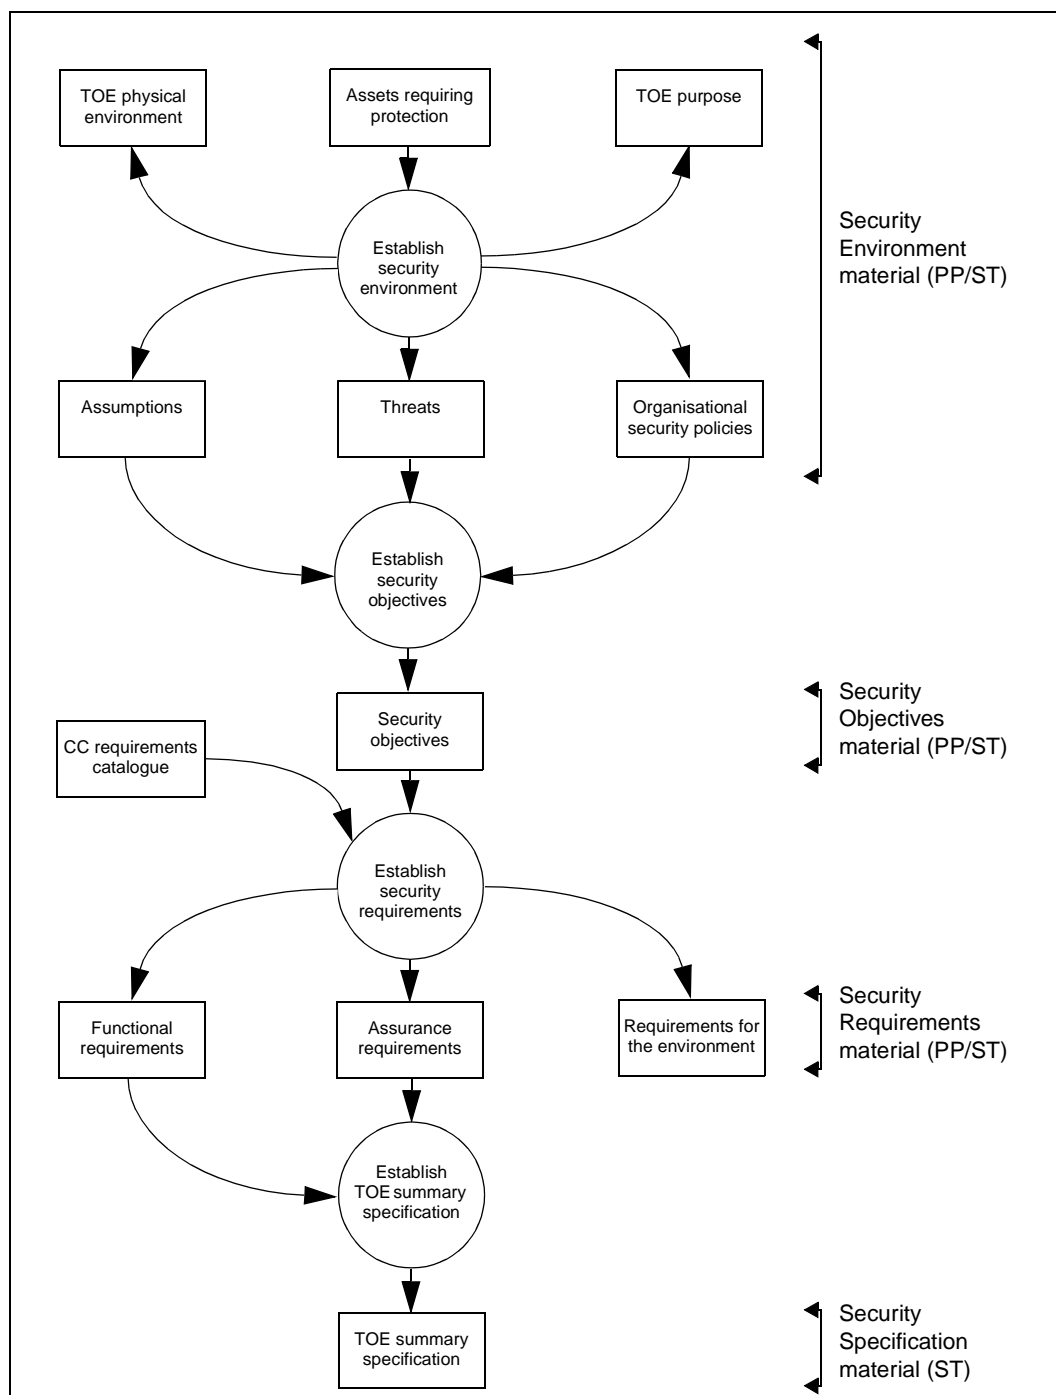 TOE physical
environment
Assets requiring
protection
TOE purpose
Establish
security
environment
Security
Environment
material (PP/ST)
Assumptions
Threats
Organisational
security policies
Establish
security
objectives
Security
objectives
Security
Objectives
material (PP/ST)
CC requirements
catalogue
Establish
security
requirements
Functional
requirements
Assurance
requirements
Requirements for
the environment
Security
Requirements
material (PP/ST)
Establish
TOE summary
specification
TOE summary
specification
Security
Specification
material (ST)